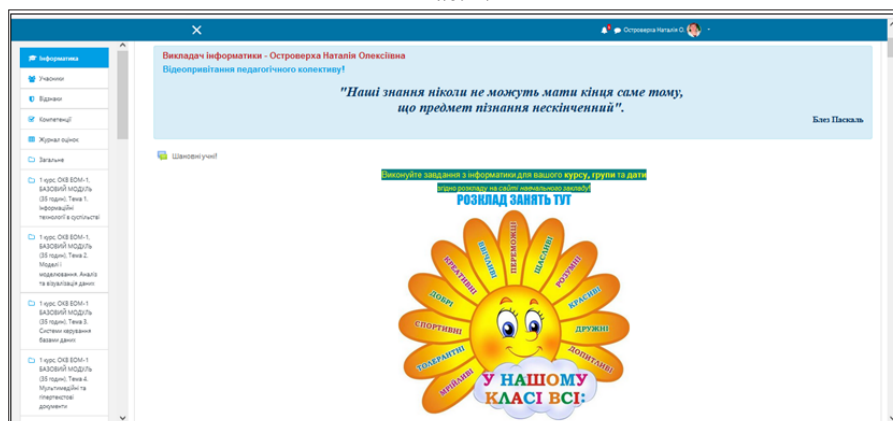 Островерха Наталія О.
Інформатика
Учасники
Відзнаки
Компетенції
Журнал оцінок
Загальне
1 курс, ОКВ ЕОМ-1.
БАЗОВИЙ МОДУЛЬ
(35 годин). Тема 1.
Інформаційні
технології в суспільстві
1 курс, ОКВ ЕОМ-1.
БАЗОВИЙ МОДУЛЬ
(35 годин). Тема 2.
Моделі і
моделювання. Аналіз
та візуалізація даних
1 курс, ОКВ ЕОМ-1
БАЗОВИЙ МОДУЛЬ
(35 годин). Тема 3.
Системи керування
базами даних
1 курс, ОКВ ЕОМ-1
БАЗОВИЙ МОДУЛЬ
(35 годин). Тема 4.
Мультимедійні та
гіпертекстові
документи
Викладач інформатики - Островерха Наталія Олексіївна
Відеопривітання педагогічного колективу!
"Наші знання ніколи не можуть мати кінця саме тому,
що предмет пізнання нескінченний".
Блез Паскаль
Шановні учні!
Виконуйте завдання з інформатики для вашого курсу, групи та дати
згідно розкладу на сайті навчального закладу!
РОЗКЛАД ЗАНЯТЬ ТУТ
МРІЙЛИВІ
ТОЛЕРАНТНІ
СПОРТИВНІ
ДОБРІ
КРЕАТИВНІ
ВВІЧЛИВІ
ПЕРЕМОЖЦІ
ЩАСЛИВІ
РОЗУМНІ
КРАСИВІ
ДРУЖНІ
ДОПИТЛИВІ
У НАШОМУ
КЛАСІ ВСІ: